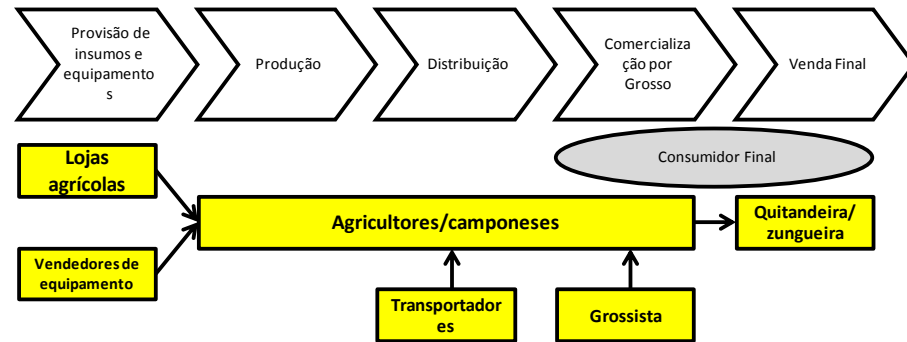 Provisão de
insumos e
equipamento
s
Produção
Distribuição
Comercializa
ção por
Grosso
Venda Final
Consumidor Final
Lojas
agrícolas
Agricultores/camponeses
Quitandeira/
zungueira
Vendedores de
equipamento
Transportador
es
Grossista